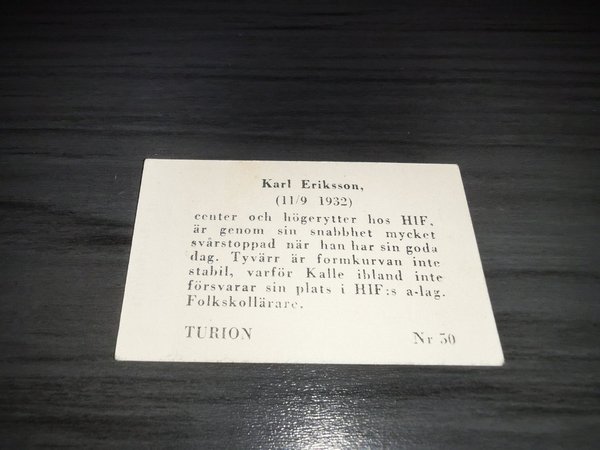 Karl Eriksson,
(11/9 1932)
center och högerytter hos HIF,
är genom sin snabbhet mycket
svårstoppad när han har sin goda
dag. Tyvärr är formkurvan inte
stabil, varför Kalle ibland inte
försvarar sin plats i HIF:s a-lag.
Folkskollärare.
TURION Nr 50